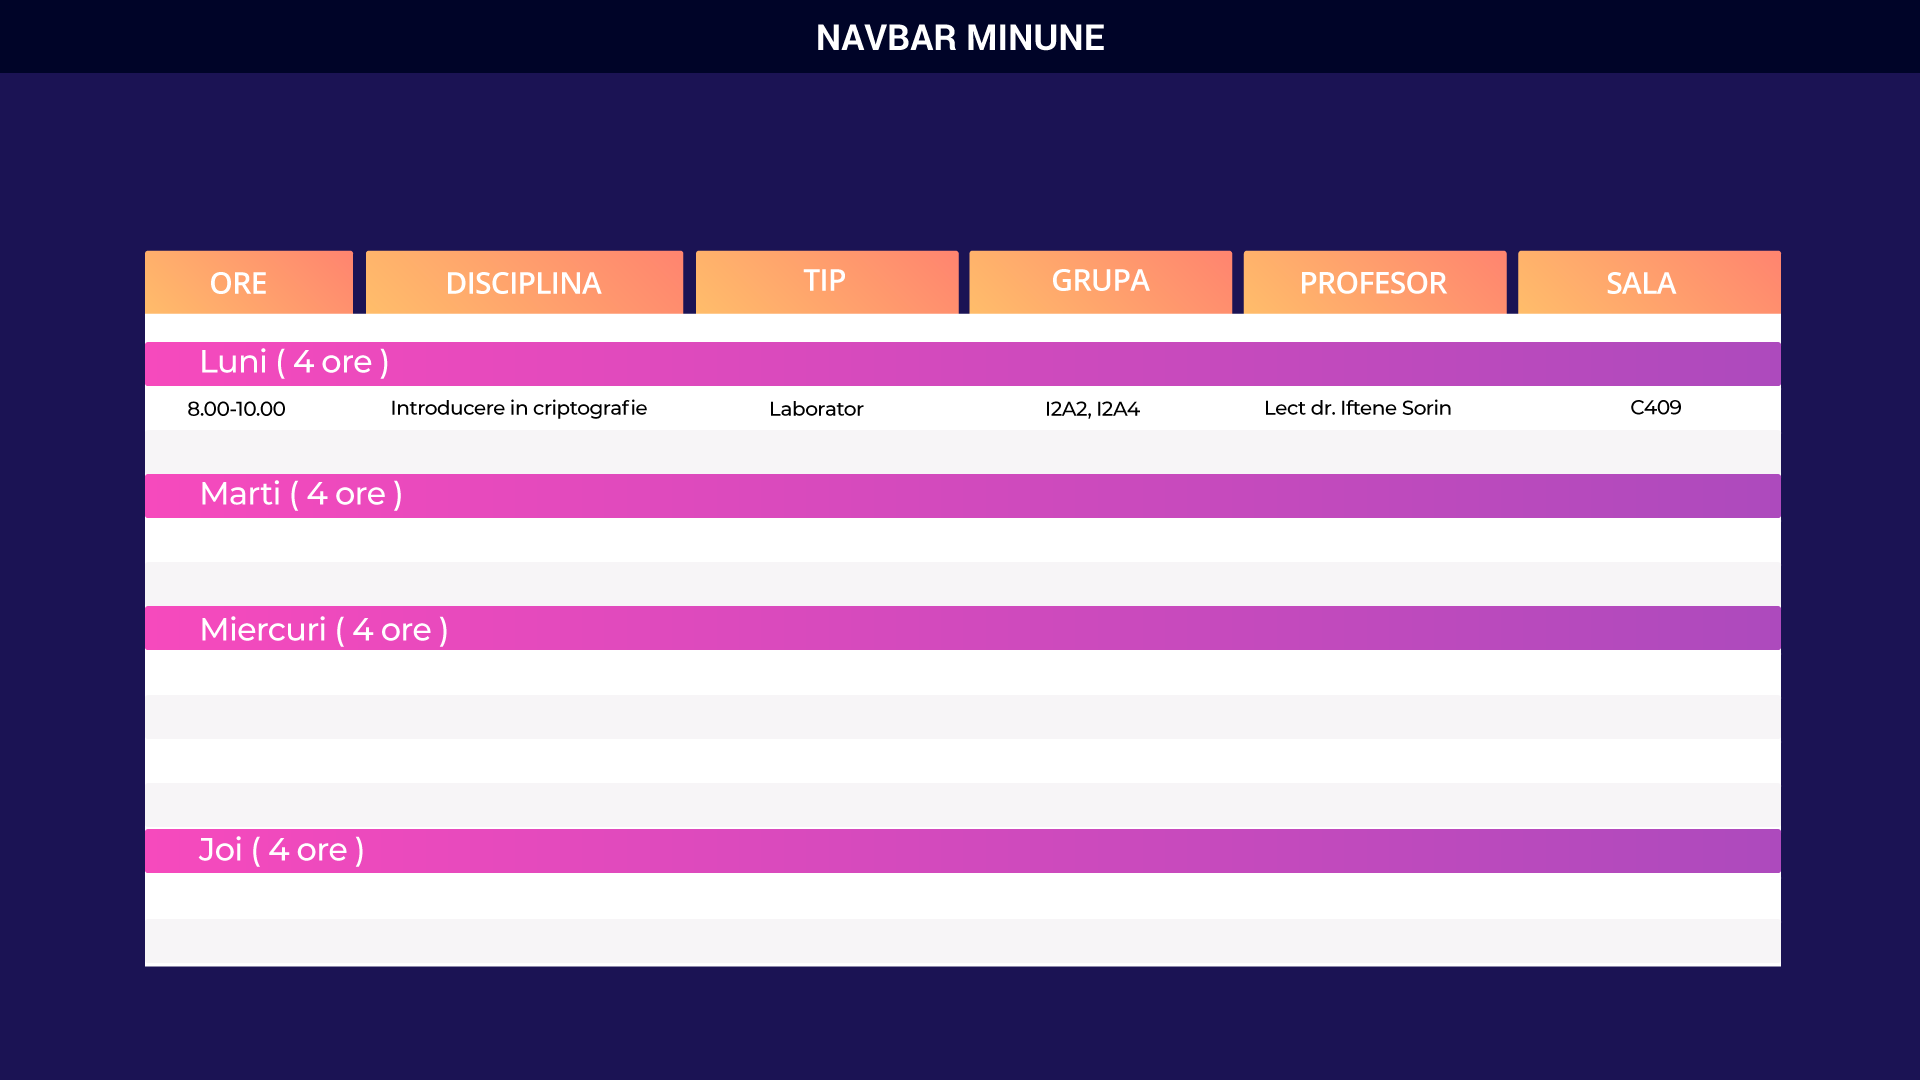 NAVBAR MINUNE
ORE DISCIPLINA TIP GRUPA PROFESOR SALA
Luni ( 4 ore )
8.00-10.00 Introducere in criptografie Laborator I2A2, I2A4 Lect dr. Iftene Sorin C409
Marti ( 4 ore )
Miercuri ( 4 ore )
Joi ( 4 ore )